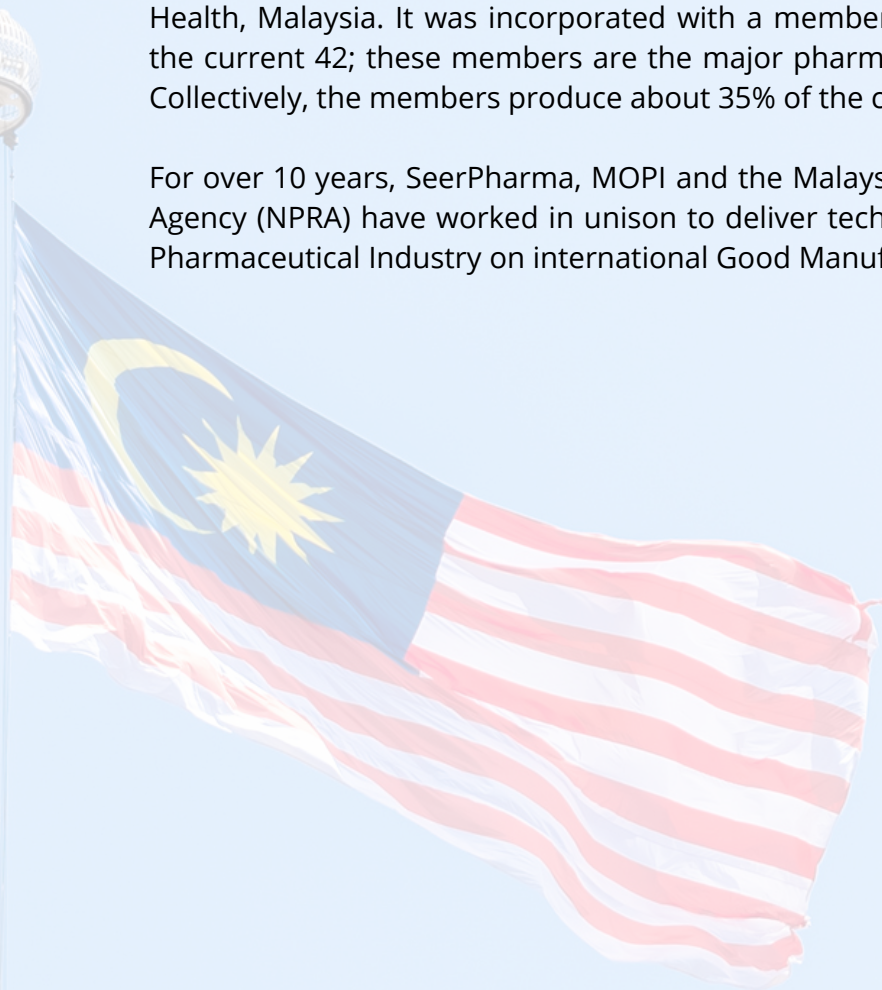 Health, Malaysia. It was incorporated with a member
the current 42; these members are the major pharm
Collectively, the members produce about 35% of the
For over 10 years, SeerPharma, MOPI and the Malays
Agency (NPRA) have worked in unison to deliver tech
Pharmaceutical Industry on international Good Manuf